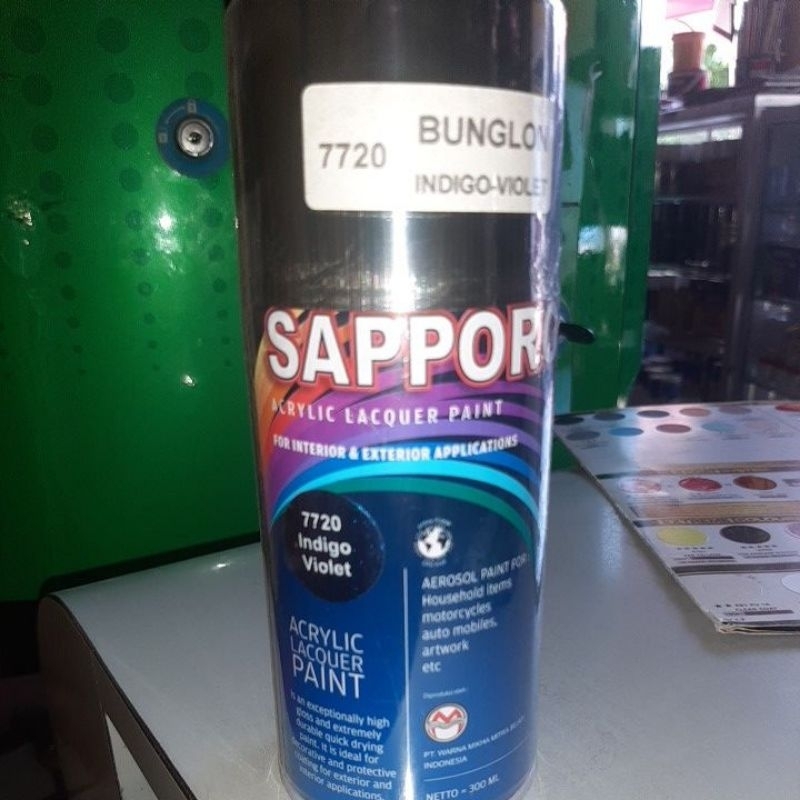 7720
BUNGLON
INDIGO-VIOLET
SAPPOR
ACRYLIC LACQUER PAINT
FOR INTERIOR & EXTERIOR APPLICATIONS
7720
Indigo
Violet
ACRYLIC
LACQUER
PAINT
is an exceptionally high
gloss and extremely
durable quick drying
paint. it is ideal for
decorative and protective
coating for exterior and
interior applications.
AEROSOL PAINT FOR
Household items
motorcycles
auto mobiles,
artwork
etc
Diproduksi oleh :
PT. WARNA MIKHA MITRA
INDONESIA
NETTO = 300 ML